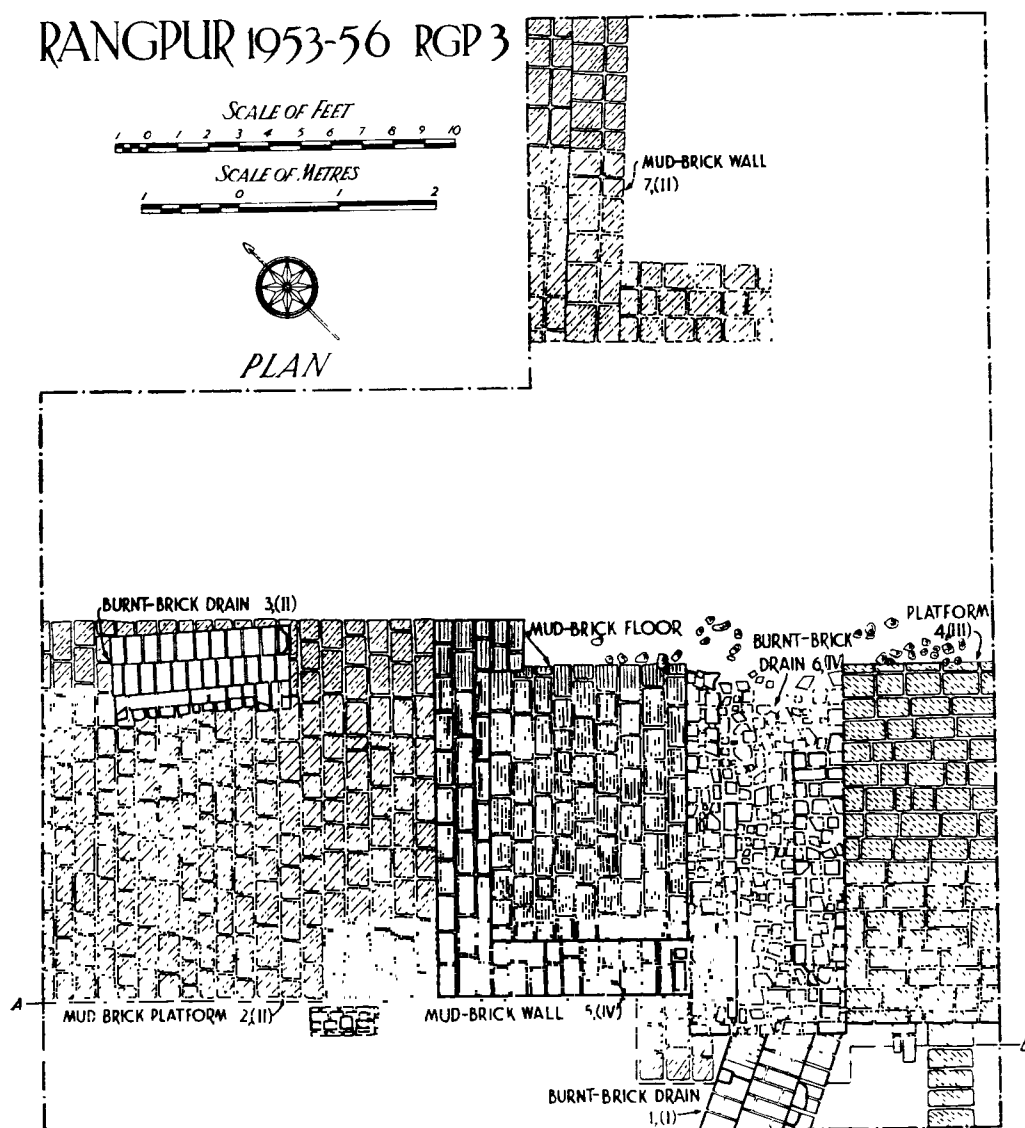 RANGPUR 1953-56 RGP 3
SCALE OF FEET
1 0 1 2 3 4 5 6 7 8 9 10
SCALE OF METRES
1 0 1 2
PLAN
MUD-BRICK WALL
7,(II)
BURNT-BRICK DRAIN 3,(II)
MUD-BRICK FLOOR
BURNT-BRICK
DRAIN 6,(IV)
PLATFORM
4,(III)
A
MUD BRICK PLATFORM 2,(II)
MUD-BRICK WALL 5,(IV)
BURNT-BRICK DRAIN
1,(I)